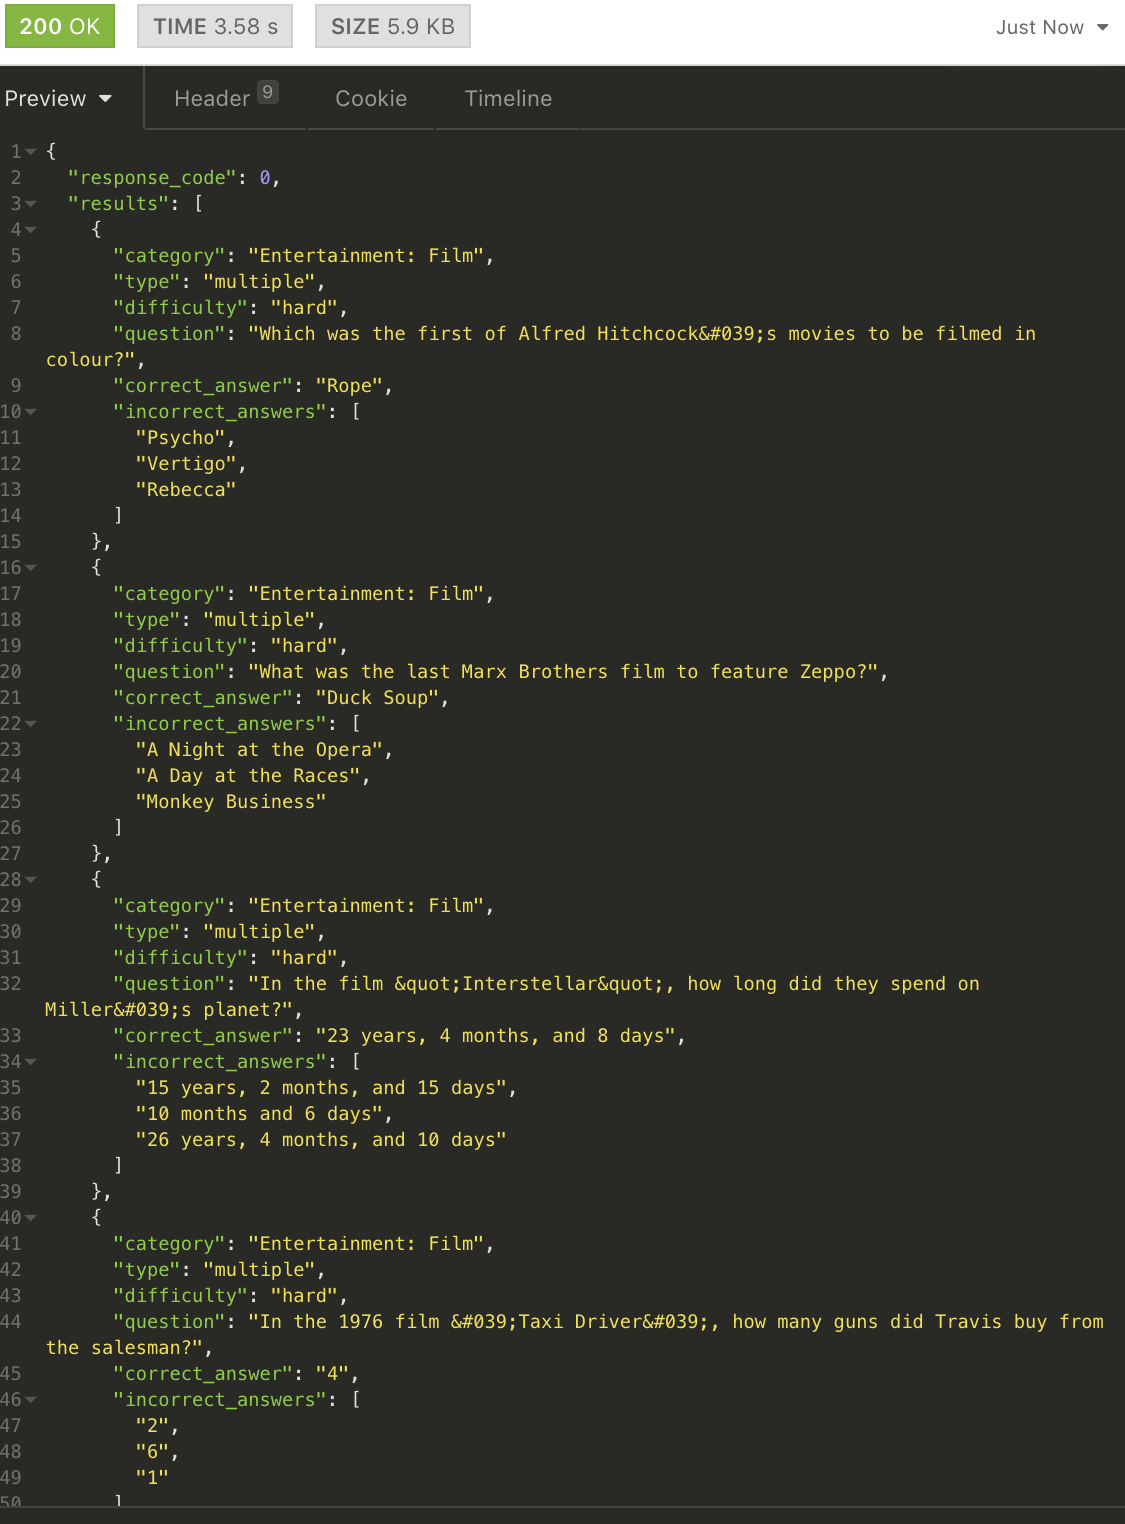 200 OK TIME 3.58 s SIZE 5.9 KB Just Now
Preview Header 9 Cookie Timeline
1 {
2 "response_code": 0,
3 "results": [
4 {
5 "category": "Entertainment: Film",
6 "type": "multiple",
7 "difficulty": "hard",
8 "question": "Which was the first of Alfred Hitchcock&#039;s movies to be filmed in
colour?",
9 "correct_answer": "Rope",
10 "incorrect_answers": [
11 "Psycho",
12 "Vertigo",
13 "Rebecca"
14 ]
15 },
16 {
17 "category": "Entertainment: Film",
18 "type": "multiple",
19 "difficulty": "hard",
20 "question": "What was the last Marx Brothers film to feature Zeppo?",
21 "correct_answer": "Duck Soup",
22 "incorrect_answers": [
23 "A Night at the Opera",
24 "A Day at the Races",
25 "Monkey Business"
26 ]
27 },
28 {
29 "category": "Entertainment: Film",
30 "type": "multiple",
31 "difficulty": "hard",
32 "question": "In the film &quot;Interstellar&quot;, how long did they spend on
Miller&#039;s planet?",
33 "correct_answer": "23 years, 4 months, and 8 days",
34 "incorrect_answers": [
35 "15 years, 2 months, and 15 days",
36 "10 months and 6 days",
37 "26 years, 4 months, and 10 days"
38 ]
39 },
40 {
41 "category": "Entertainment: Film",
42 "type": "multiple",
43 "difficulty": "hard",
44 "question": "In the 1976 film &#039;Taxi Driver&#039;, how many guns did Travis buy from
the salesman?",
45 "correct_answer": "4",
46 "incorrect_answers": [
47 "2",
48 "6",
49 "1"
50 ]